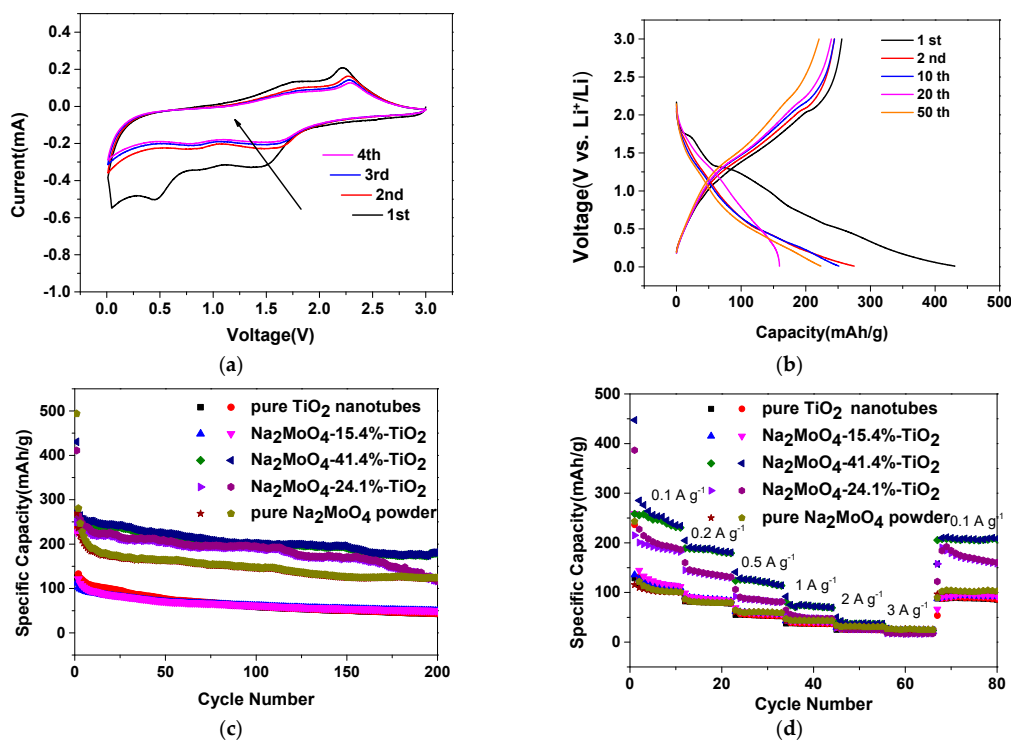 (a)
0.4
0.2
0.0
-0.2
-0.4
-0.6
-0.8
-1.0
Current(mA)
4th
3rd
2nd
1st
0.0 0.5 1.0 1.5 2.0 2.5 3.0
Voltage(V)
(a)
(b)
3.0
2.5
2.0
1.5
1.0
0.5
0.0
Voltage(V vs. Li⁺/Li)
1 st
2 nd
10 th
20 th
50 th
0 100 200 300 400 500
Capacity(mAh/g)
(b)
500
400
300
200
100
0
Specific Capacity(mAh/g)
pure TiO₂ nanotubes
Na₂MoO₄-15.4%-TiO₂
Na₂MoO₄-41.4%-TiO₂
Na₂MoO₄-24.1%-TiO₂
pure Na₂MoO₄ powder
0 50 100 150 200
Cycle Number
(c)
500
400
300
200
100
0
Specific Capacity(mAh/g)
pure TiO₂ nanotubes
Na₂MoO₄-15.4%-TiO₂
Na₂MoO₄-41.4%-TiO₂
Na₂MoO₄-24.1%-TiO₂
pure Na₂MoO₄ powder
0.1 A g⁻¹
0.2 A g⁻¹
0.5 A g⁻¹
1 A g⁻¹
2 A g⁻¹
3 A g⁻¹
0.1 A g⁻¹
0 20 40 60 80
Cycle Number
(d)